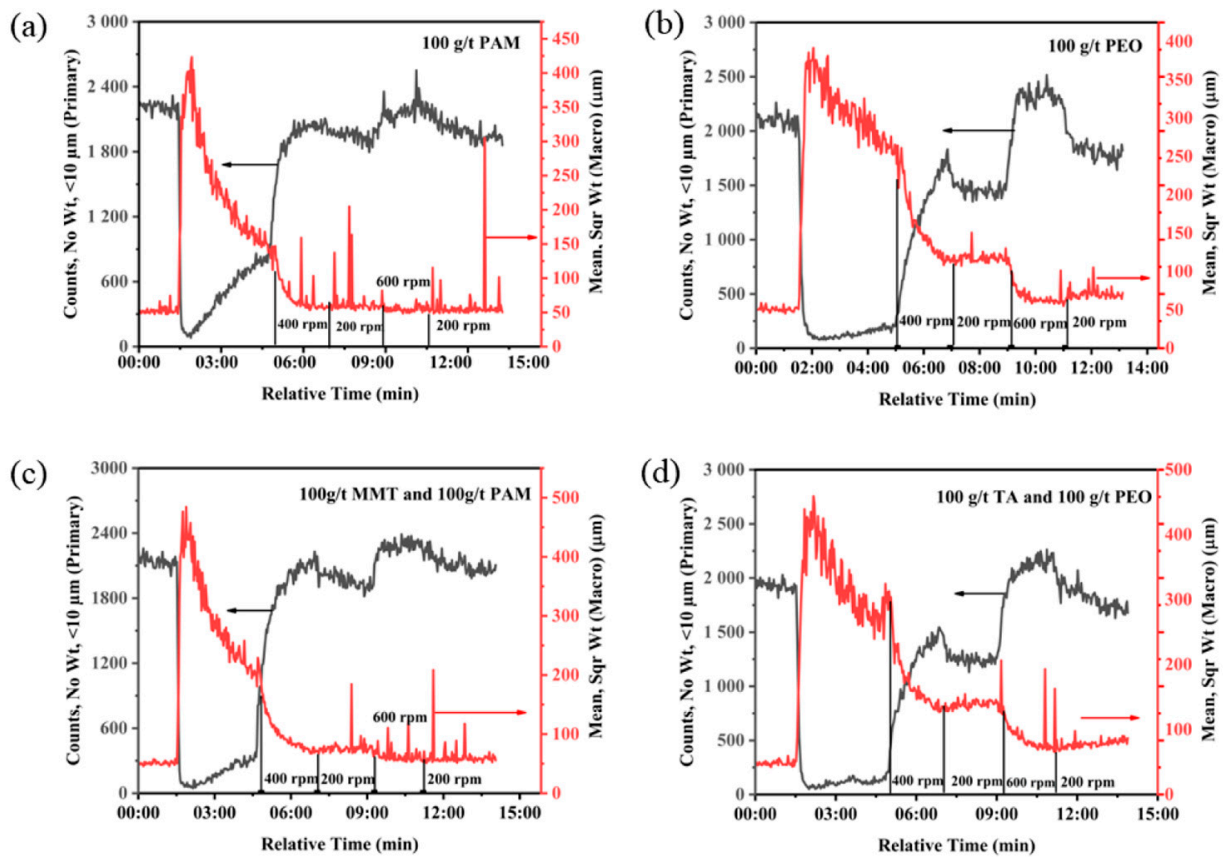 (a)
100 g/t PAM
Counts, No Wt, <10 μm (Primary)
3 000
2 400
1800
1 200
600
0
Mean, Sqr Wt (Macro) (μm)
450
400
350
300
250
200
150
100
50
0
600 rpm
400 rpm
200 rpm
200 rpm
00:00 03:00 06:00 09:00 12:00 15:00
Relative Time (min)
(b)
100 g/t PEO
Counts, No Wt, <10 μm (Primary)
3 000
2 500
2 000
1 500
1 000
500
0
Mean, Sqr Wt (Macro) (μm)
400
350
300
250
200
150
100
50
0
400 rpm
200 rpm
600 rpm
200 rpm
00:00 02:00 04:00 06:00 08:00 10:00 12:00 14:00
Relative Time (min)
(c)
100g/t MMT and 100g/t PAM
Counts, No Wt, <10 μm (Primary)
3000
2400
1800
1200
600
0
Mean, Sqr Wt (Macro) (μm)
500
400
300
200
100
0
600 rpm
400 rpm
200 rpm
200 rpm
00:00 03:00 06:00 09:00 12:00 15:00
Relative Time (min)
(d)
100 g/t TA and 100 g/t PEO
Counts, No Wt, <10 μm (Primary)
3 000
2 500
2 000
1 500
1 000
500
0
Mean, Sqr Wt (Macro) (μm)
500
400
300
200
100
0
400 rpm
200 rpm
600 rpm
200 rpm
00:00 03:00 06:00 09:00 12:00 15:00
Relative Time (min)